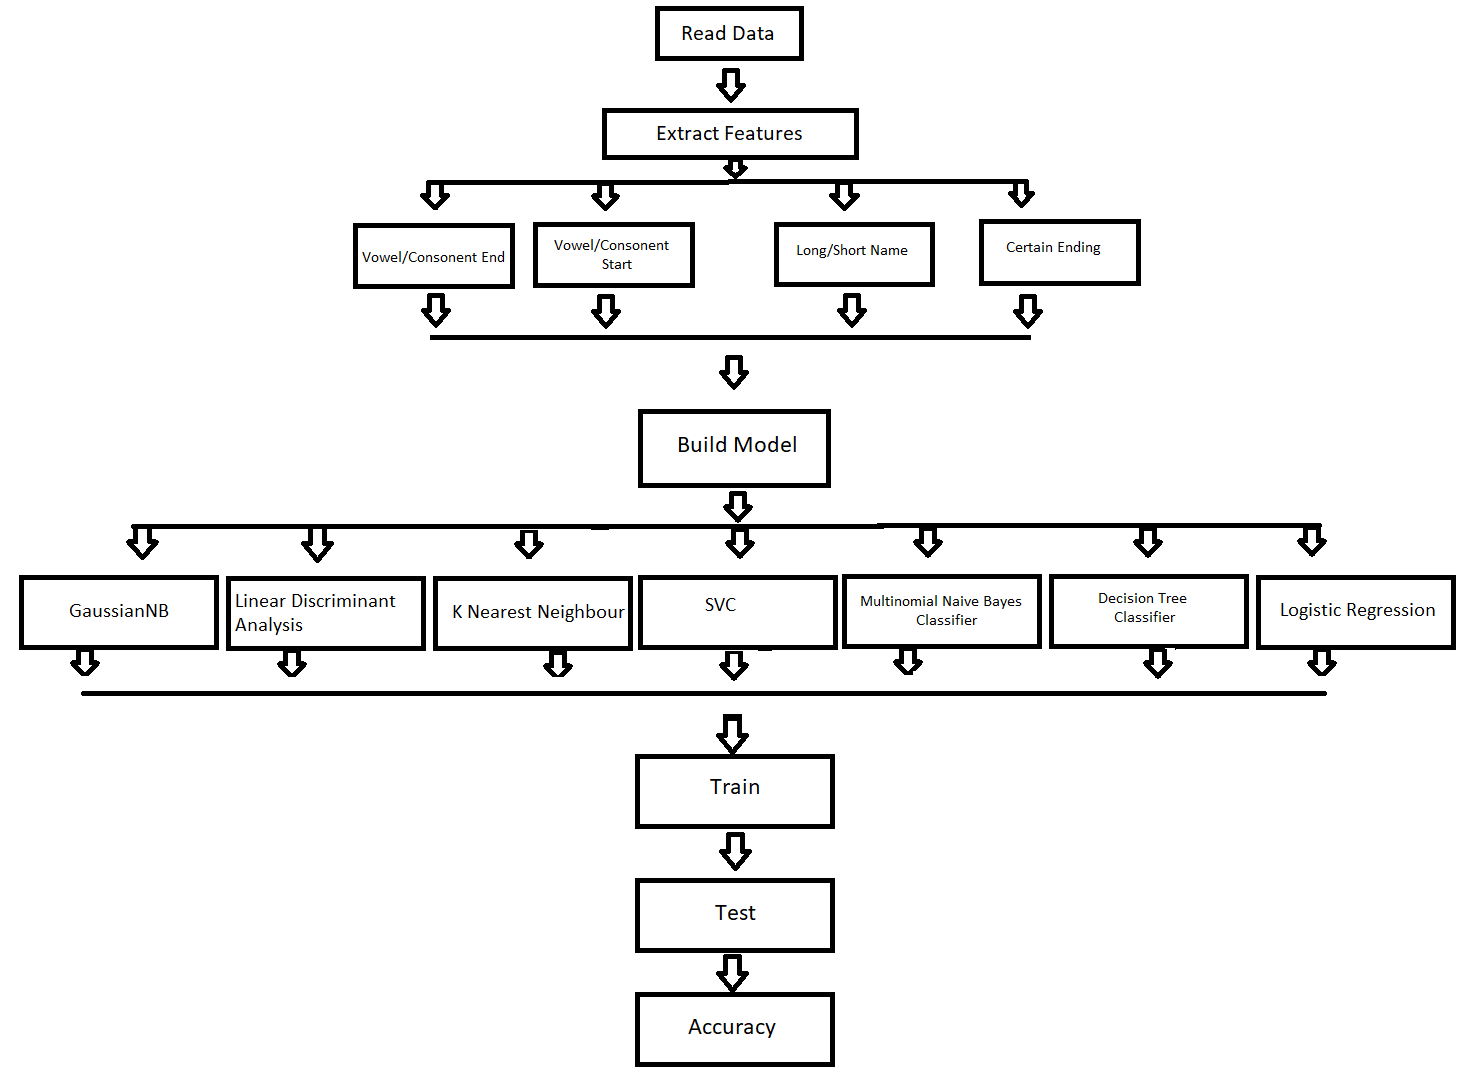 Read Data
Extract Features
Vowel/Consonent End
Vowel/Consonent
Start
Long/Short Name
Certain Ending
Build Model
GaussianNB
Linear Discriminant
Analysis
K Nearest Neighbour
SVC
Multinomial Naive Bayes
Classifier
Decision Tree
Classifier
Logistic Regression
Train
Test
Accuracy